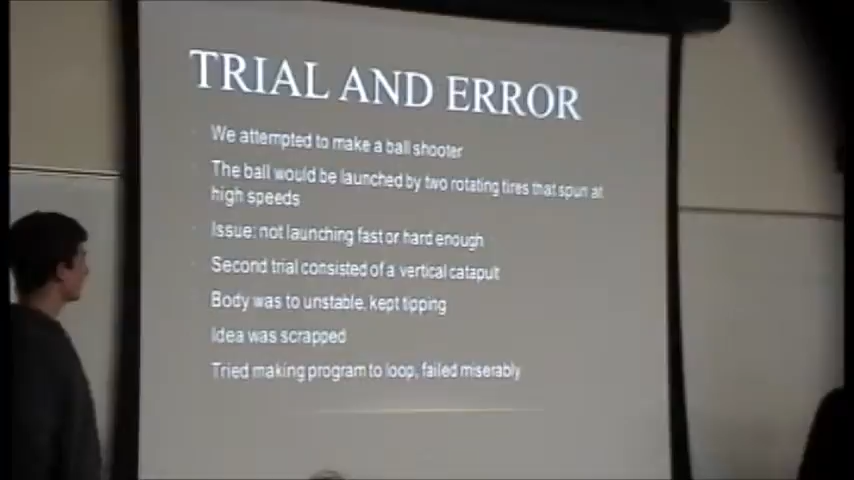 TRIAL AND ERROR
We attempted to make a ball shooter
The ball would be launched by two rotating tires that spun at
high speeds
Issue: not launching fast or hard enough
Second trial consisted of a vertical catapult
Body was to unstable, kept tipping
Idea was scrapped
Tried making program to loop, failed miserably